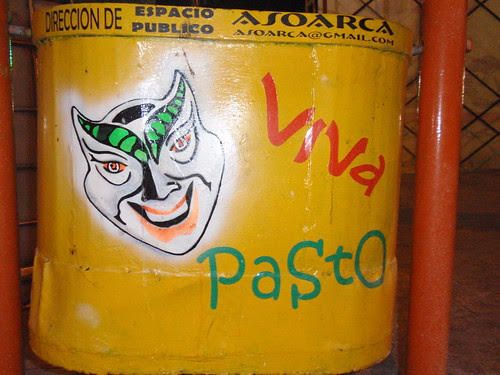 DIRECCION DE ESPACIO PUBLICO
ASOARCA
ASOARCA@GMAIL.COM
VIVa
PaStO